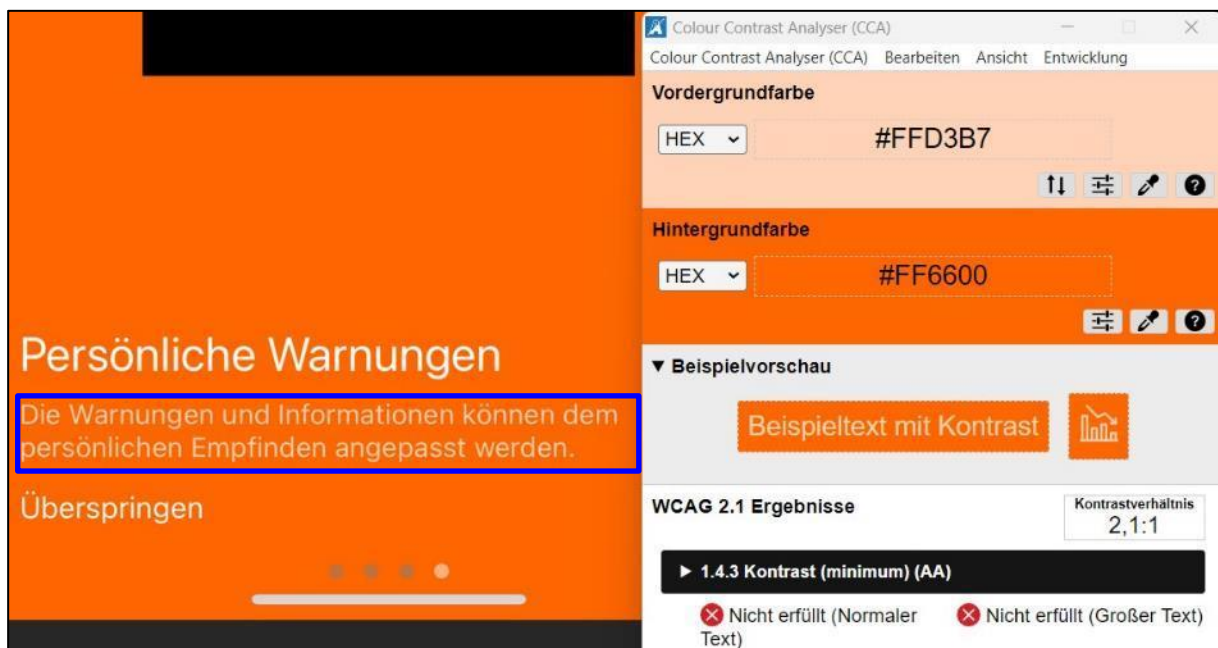 Persönliche Warnungen
Die Warnungen und Informationen können dem
persönlichen Empfinden angepasst werden.
Überspringen
Colour Contrast Analyser (CCA)
Colour Contrast Analyser (CCA) Bearbeiten Ansicht Entwicklung
Vordergrundfarbe
HEX #FFD3B7
Hintergrundfarbe
HEX #FF6600
▼ Beispielvorschau
Beispieltext mit Kontrast
WCAG 2.1 Ergebnisse
Kontrastverhältnis
2,1:1
▶ 1.4.3 Kontrast (minimum) (AA)
Nicht erfüllt (Normaler
Text)
Nicht erfüllt (Großer Text)